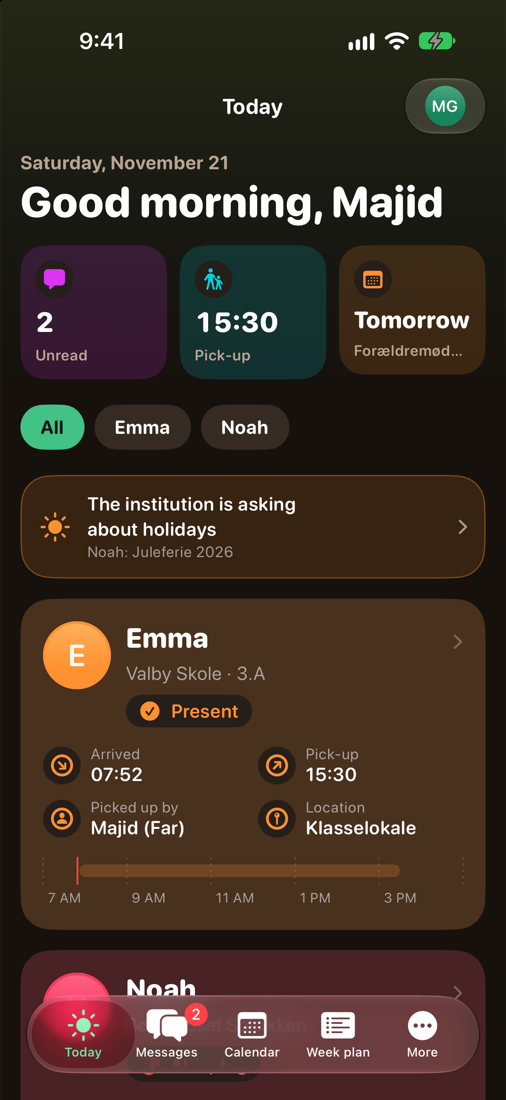 9:41
Today
MG
Saturday, November 21
Good morning, Majid
2
Unread
15:30
Pick-up
Tomorrow
Forældremød...
All
Emma
Noah
The institution is asking
about holidays
Noah: Juleferie 2026
E
Emma
Valby Skole · 3.A
Present
Arrived
07:52
Pick-up
15:30
Picked up by
Majid (Far)
Location
Klasselokale
7 AM
9 AM
11 AM
1 PM
3 PM
Noah
2
Today
Messages
Calendar
Week plan
More